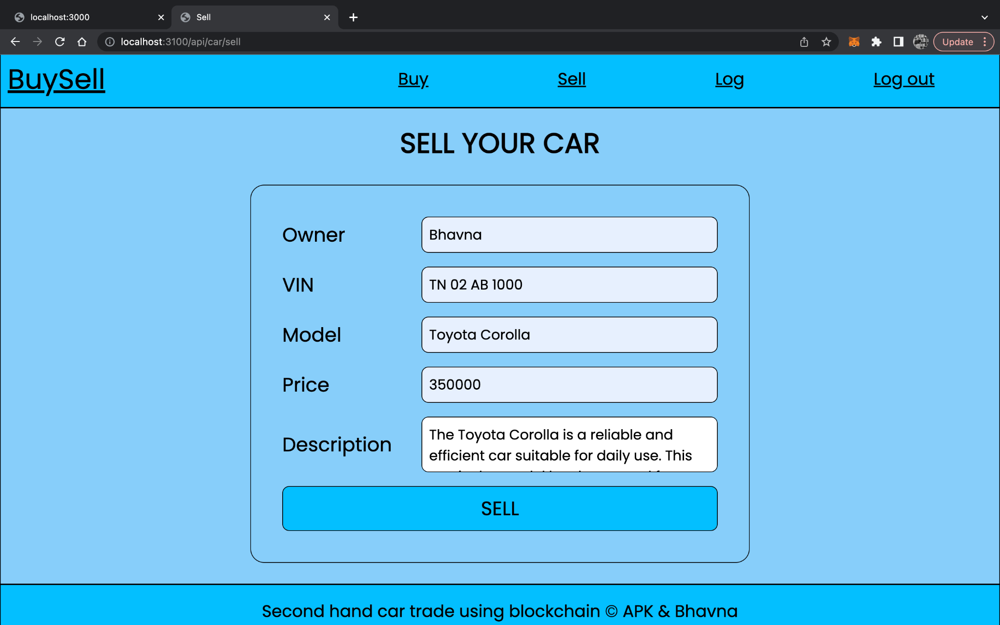 localhost:3000
Sell
localhost:3100/api/car/sell
Update
BuySell
Buy
Sell
Log
Log out
SELL YOUR CAR
Owner
Bhavna
VIN
TN 02 AB 1000
Model
Toyota Corolla
Price
350000
Description
The Toyota Corolla is a reliable and
efficient car suitable for daily use. This
SELL
Second hand car trade using blockchain © APK & Bhavna